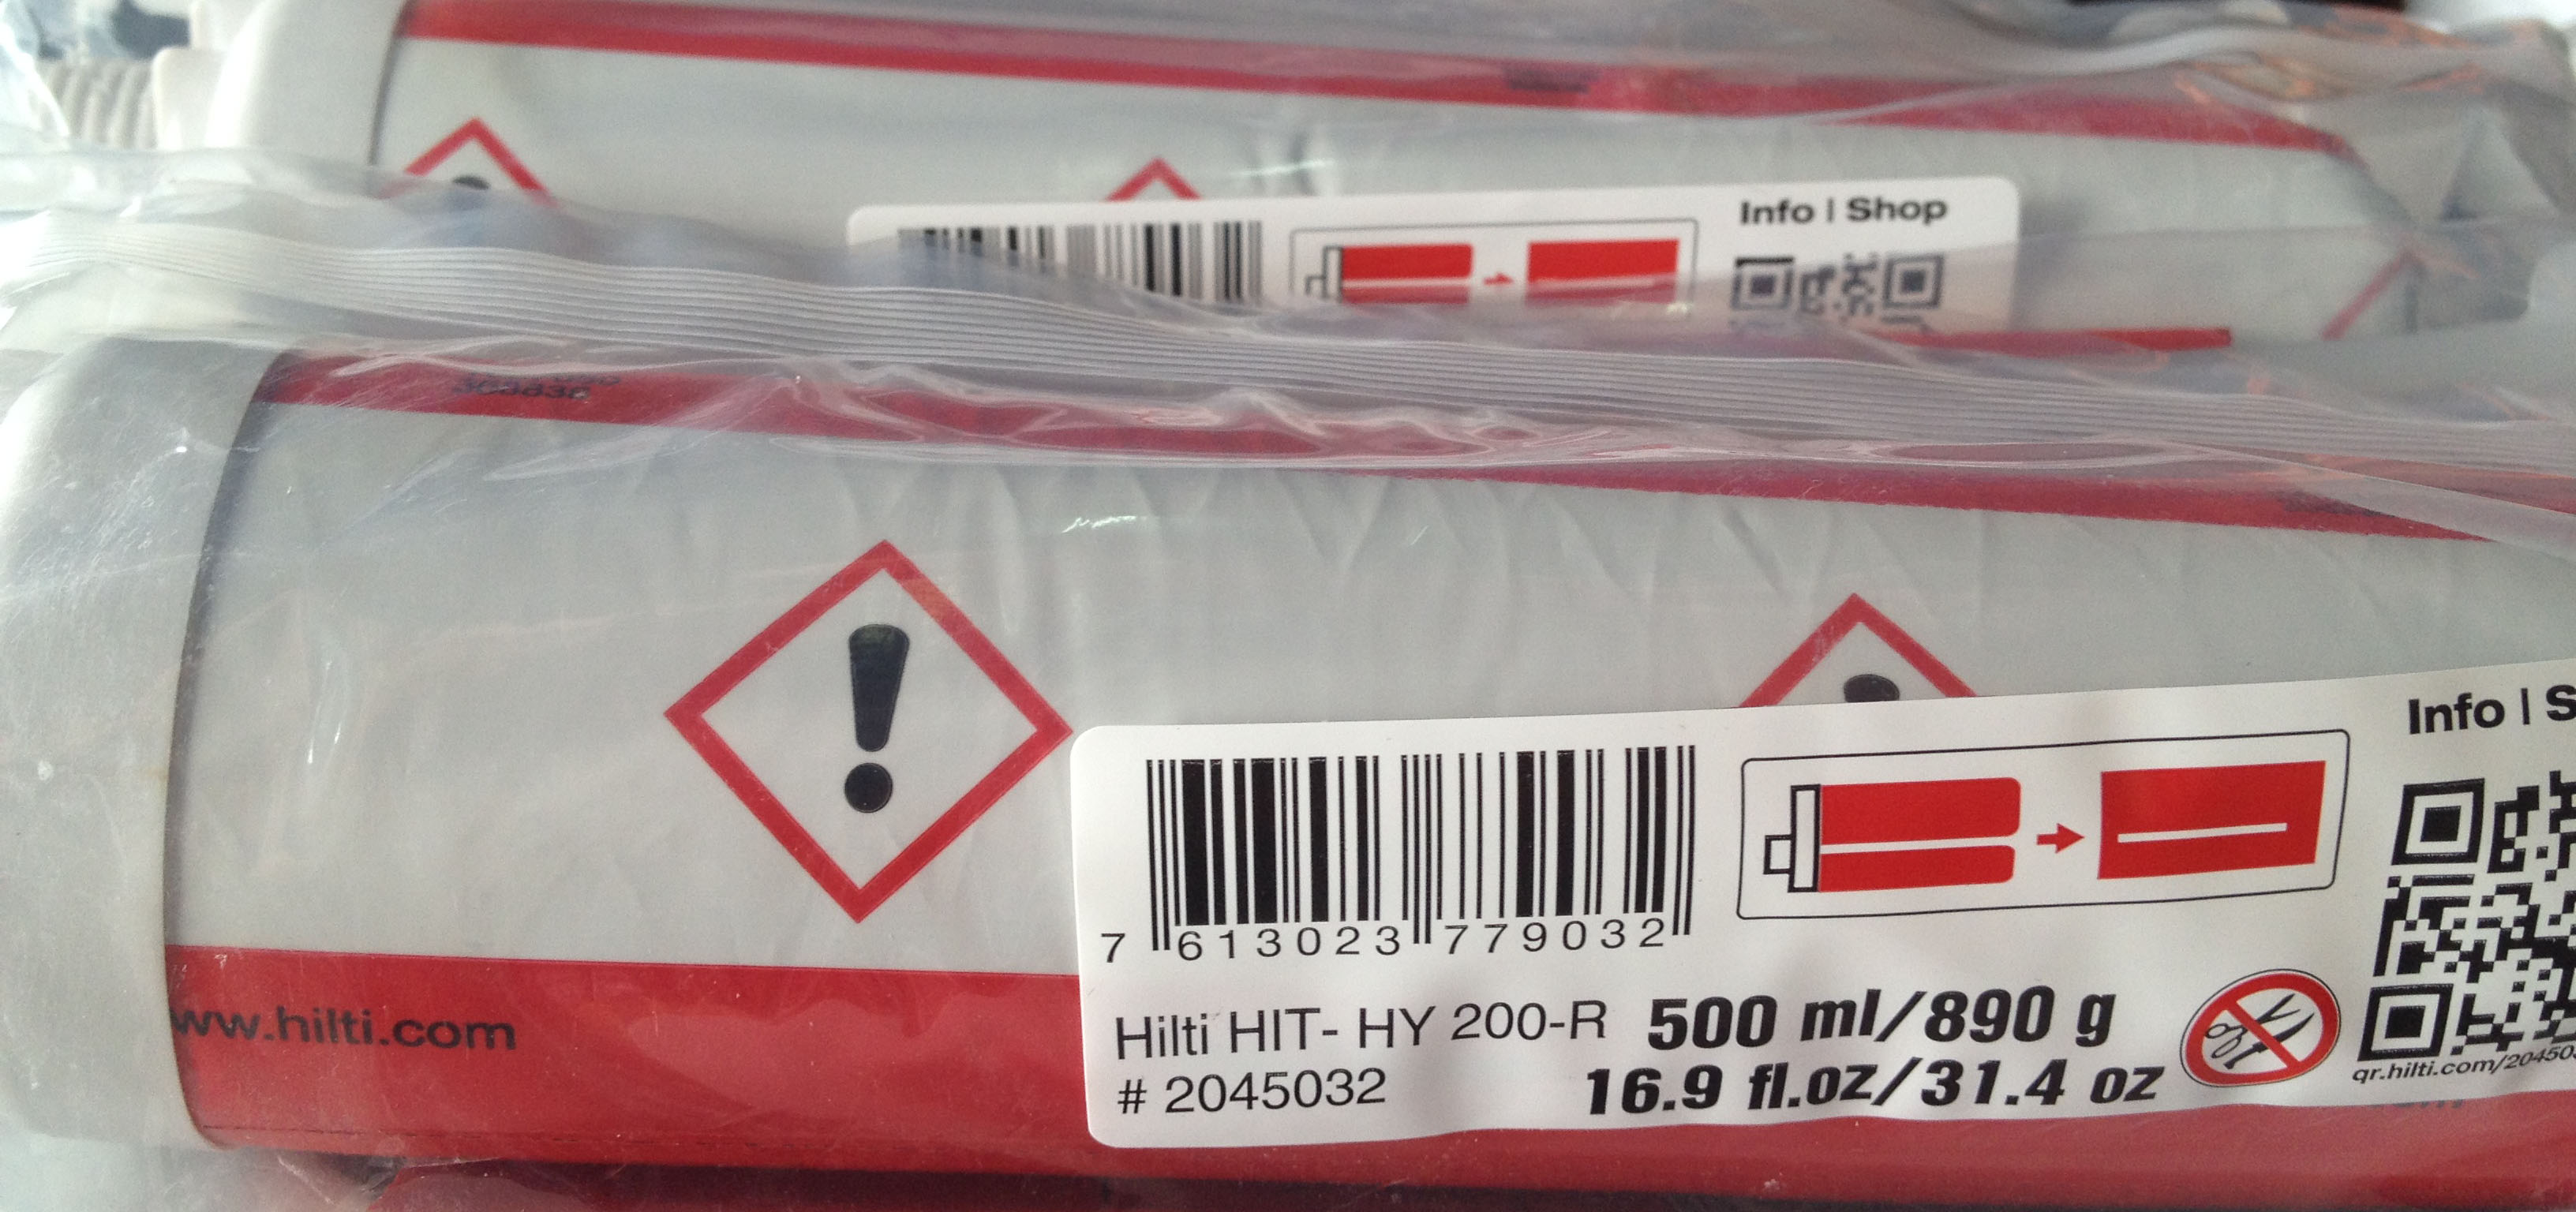 Info | Shop
Info | S
7 613023 779032
www.hilti.com
Hilti HIT- HY 200-R 500 ml/890 g
# 2045032 16.9 fl.oz/31.4 oz